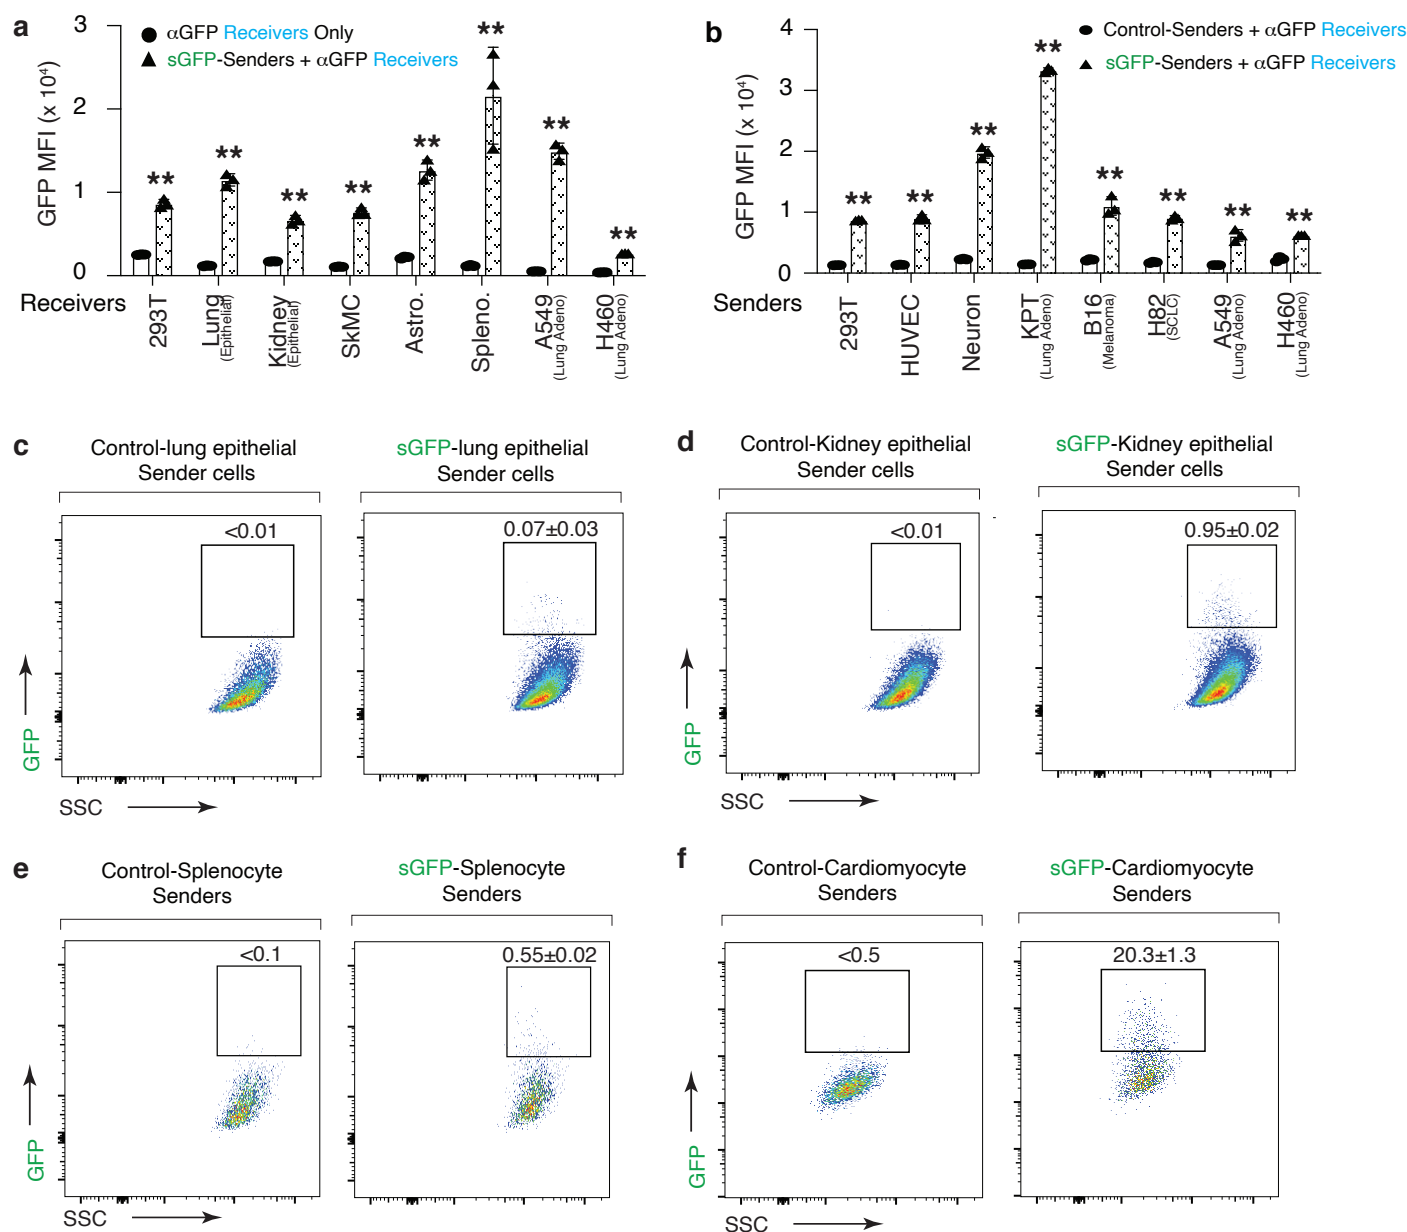 a
3
2
1
0
GFP MFI (x 10⁴)
αGFP Receivers Only
sGFP-Senders + αGFP Receivers
** ** ** ** ** ** ** **
Receivers
293T
Lung
(Epithelial)
Kidney
(Epithelial)
SkMC
Astro.
Spleno.
A549
(Lung Adeno)
H460
(Lung Adeno)
b
4
3
2
1
0
GFP MFI (x 10⁴)
Control-Senders + αGFP Receivers
sGFP-Senders + αGFP Receivers
** ** ** ** ** ** ** **
Senders
293T
HUVEC
Neuron
KPT
(Lung Adeno)
B16
(Melanoma)
H82
(SCLC)
A549
(Lung Adeno)
H460
(Lung Adeno)
c
Control-lung epithelial
Sender cells
<0.01
sGFP-lung epithelial
Sender cells
0.07±0.03
GFP
SSC
d
Control-Kidney epithelial
Sender cells
<0.01
sGFP-Kidney epithelial
Sender cells
0.95±0.02
GFP
SSC
e
Control-Splenocyte
Senders
<0.1
sGFP-Splenocyte
Senders
0.55±0.02
GFP
SSC
f
Control-Cardiomyocyte
Senders
<0.5
sGFP-Cardiomyocyte
Senders
20.3±1.3
GFP
SSC